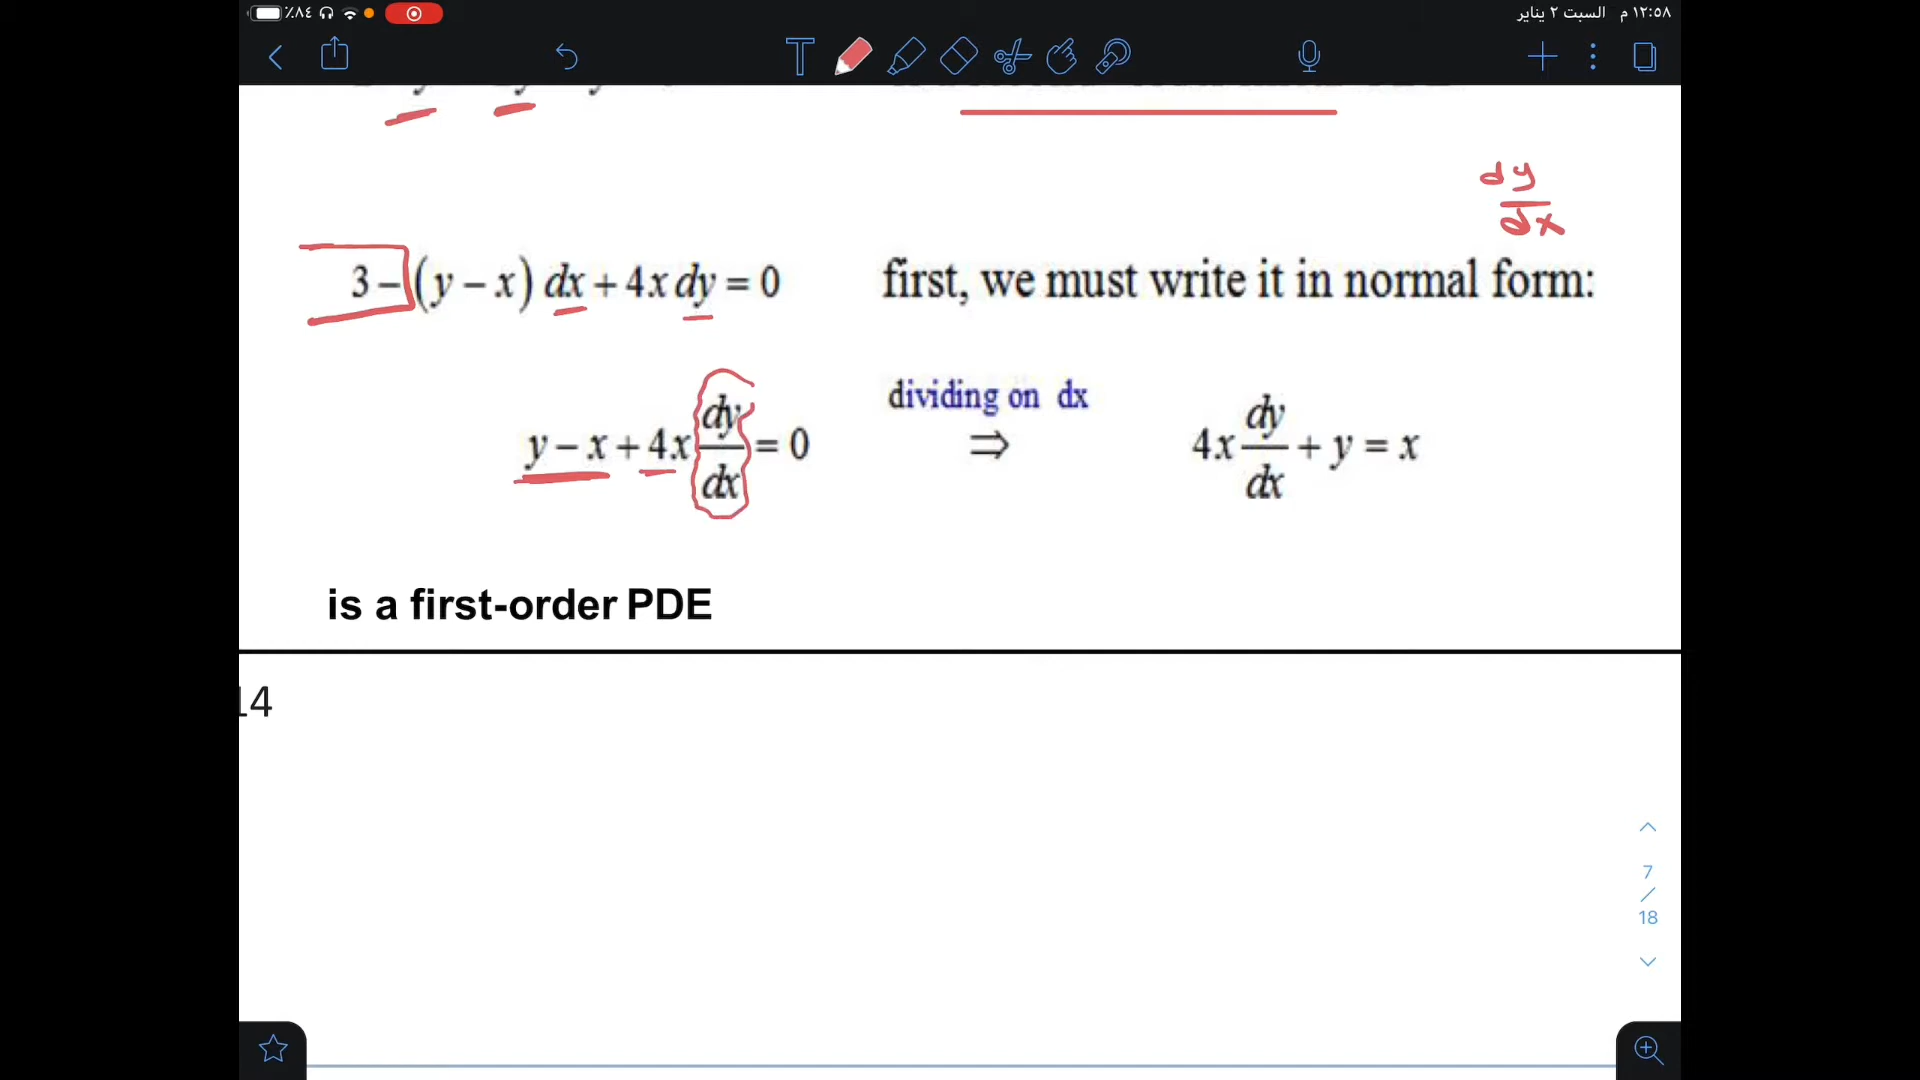 ٪٨٤
١٢:٥٨ م السبت ٢ يناير
dy
dx
3 – (y – x) dx + 4x dy = 0 first, we must write it in normal form:
y – x + 4x dy/dx = 0 dividing on dx ⇒ 4x dy/dx + y = x
is a first-order PDE
14
7
/
18